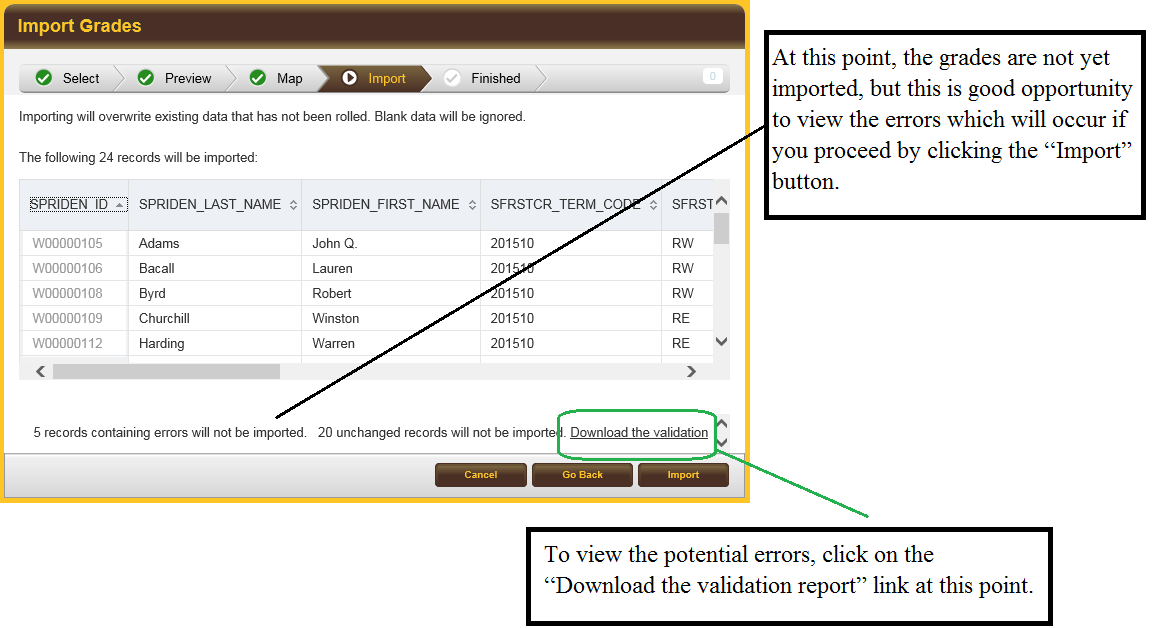 Import Grades
Select Preview Map Import Finished 0
Importing will overwrite existing data that has not been rolled. Blank data will be ignored.
The following 24 records will be imported:
SPRIDEN_ID SPRIDEN_LAST_NAME SPRIDEN_FIRST_NAME SFRSTCR_TERM_CODE SFRST
W00000105 Adams John Q. 201510 RW
W00000106 Bacall Lauren 201510 RW
W00000108 Byrd Robert 201510 RW
W00000109 Churchill Winston 201510 RE
W00000112 Harding Warren 201510 RE
5 records containing errors will not be imported. 20 unchanged records will not be imported. Download the validation
Cancel Go Back Import
At this point, the grades are not yet
imported, but this is good opportunity
to view the errors which will occur if
you proceed by clicking the “Import”
button.
To view the potential errors, click on the
“Download the validation report” link at this point.